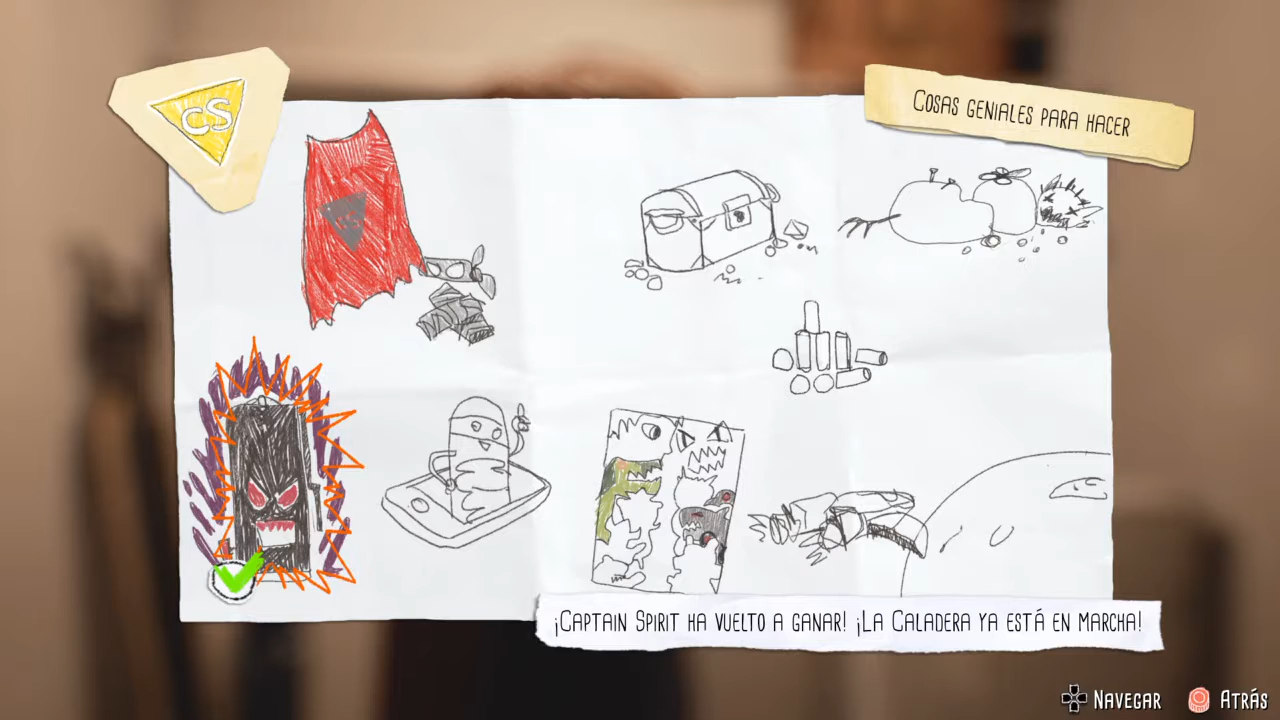 CS
COSAS GENIALES PARA HACER
¡CAPTAIN SPIRIT HA VUELTO A GANAR! ¡LA CALADERA YA ESTÁ EN MARCHA!
NAVEGAR
ATRÁS